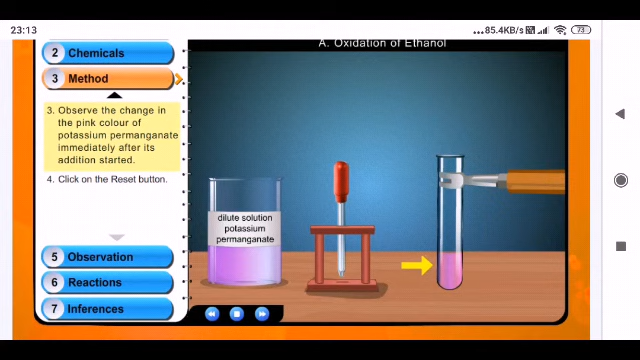 23:13
...85.4KB/s
73
A. Oxidation of Ethanol
2 Chemicals
3 Method
3. Observe the change in
the pink colour of
potassium permanganate
immediately after its
addition started.
4. Click on the Reset button.
5 Observation
6 Reactions
7 Inferences
dilute solution
potassium
permanganate